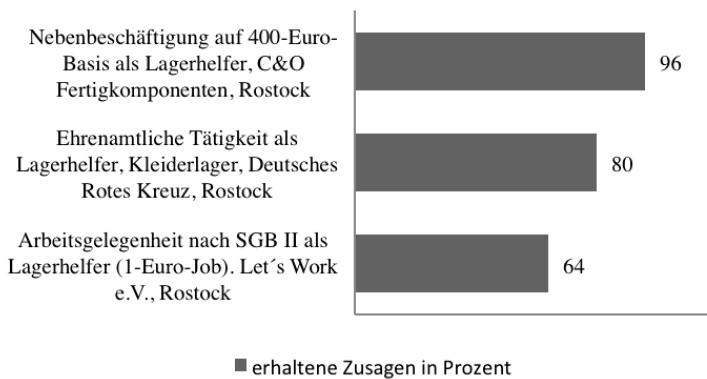 Nebenbeschäftigung auf 400-Euro-
Basis als Lagerhelfer, C&O
Fertigkomponenten, Rostock
96
Ehrenamtliche Tätigkeit als
Lagerhelfer, Kleiderlager, Deutsches
Rotes Kreuz, Rostock
80
Arbeitsgelegenheit nach SGB II als
Lagerhelfer (1-Euro-Job). Let´s Work
e.V., Rostock
64
erhaltene Zusagen in Prozent